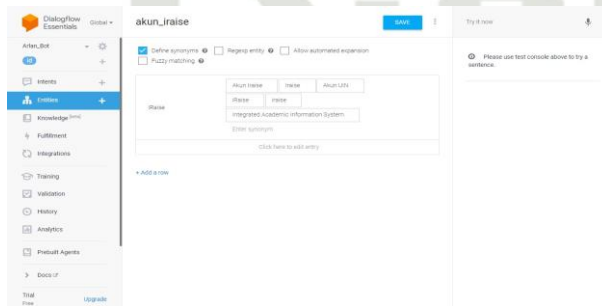 Dialogflow
Essentials
Global
akun_iraise
SAVE
Try it now
Arlan_Bot
id
Define synonyms
Regexp entity
Allow automated expansion
Fuzzy matching
Please use test console above to try a
sentence.
Intents
Entities
Knowledge [beta]
Fulfillment
Integrations
Training
Validation
History
Analytics
Prebuilt Agents
Docs
Trial
Free
Upgrade
iRaise
Akun Iraise
Iraise
Akun UIN
iRaise
iraise
Integrated Academic Information System
Enter synonym
Click here to edit entry
+ Add a row